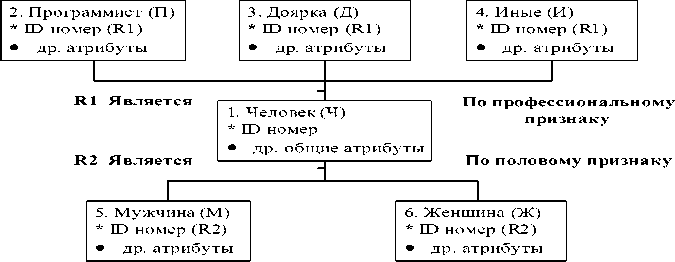 2. Программист (П)
* ID номер (R1)
● др. атрибуты
3. Доярка (Д)
* ID номер (R1)
● др. атрибуты
4. Иные (И)
* ID номер (R1)
● др. атрибуты
R1 Является
По профессиональному
признаку
1. Человек (Ч)
* ID номер
● др. общие атрибуты
R2 Является
По половому признаку
5. Мужчина (М)
* ID номер (R2)
● др. атрибуты
6. Женщина (Ж)
* ID номер (R2)
● др. атрибуты